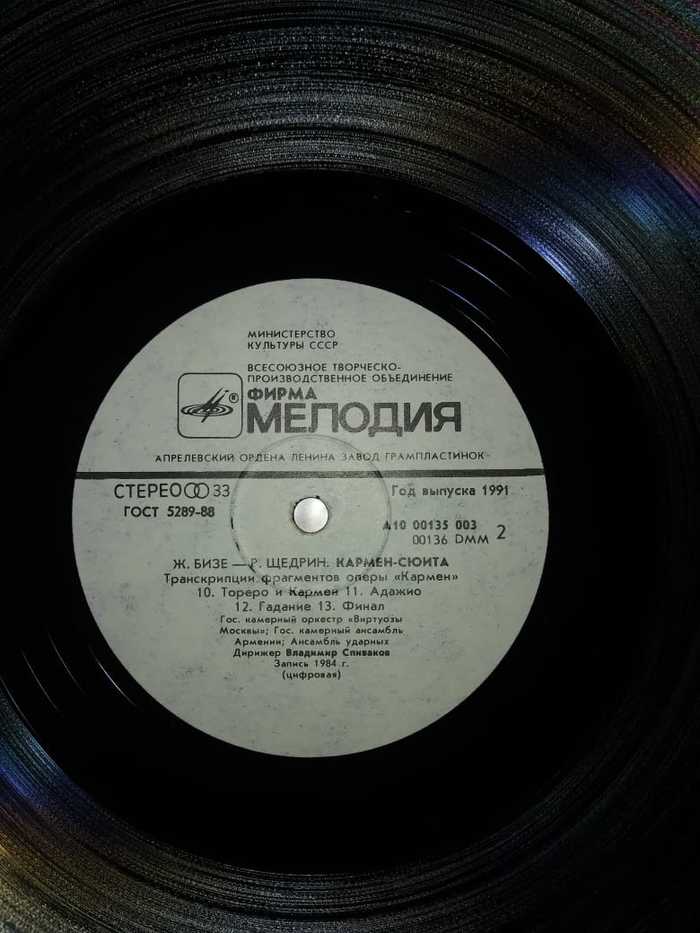 МИНИСТЕРСТВО
КУЛЬТУРЫ СССР
ВСЕСОЮЗНОЕ ТВОРЧЕСКО-
ПРОИЗВОДСТВЕННОЕ ОБЪЕДИНЕНИЕ
® ФИРМА
МЕЛОДИЯ
АПРЕЛЕВСКИЙ ОРДЕНА ЛЕНИНА ЗАВОД ГРАМПЛАСТИНОК
СТЕРЕО 33
Год выпуска 1991
ГОСТ 5289-88
А10 00135 003
00136 DMM 2
Ж. БИЗЕ — Р. ЩЕДРИН. КАРМЕН-СЮИТА
Транскрипции фрагментов оперы «Кармен»
10. Тореро и Кармен 11. Адажио
12. Гадание 13. Финал
Гос. камерный оркестр «Виртуозы
Москвы»; Гос. камерный ансамбль
Армении; Ансамбль ударных
Дирижер Владимир Спиваков
Запись 1984 г.
(цифровая)